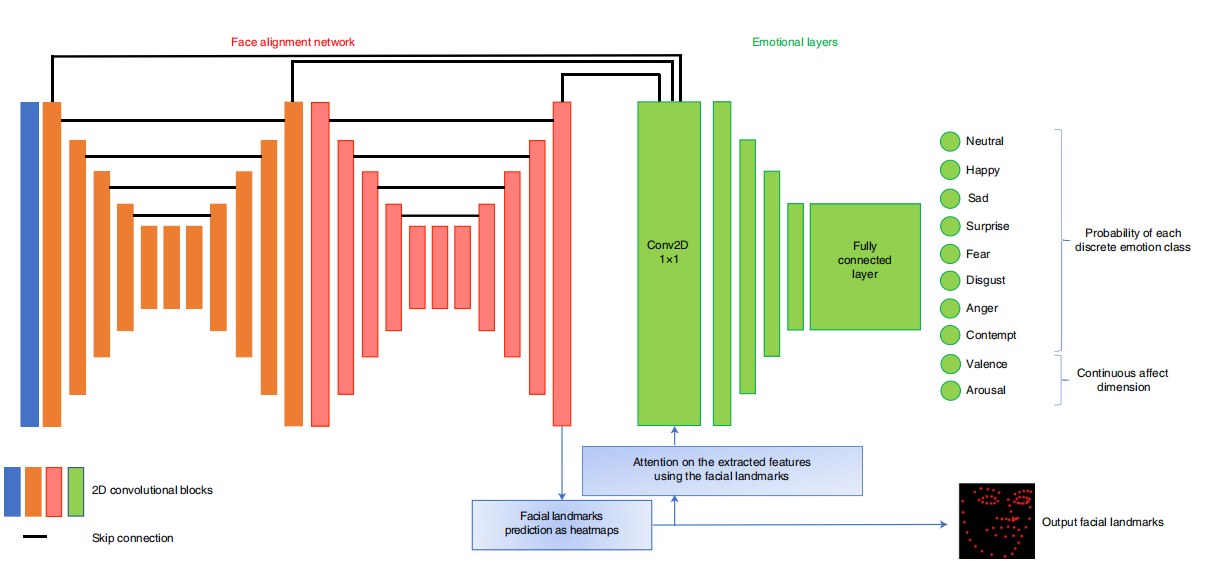 Face alignment network
Emotional layers
Conv2D
1×1
Fully
connected
layer
Neutral
Happy
Sad
Surprise
Fear
Disgust
Anger
Contempt
Valence
Arousal
Probability of each
discrete emotion class
Continuous affect
dimension
Attention on the extracted features
using the facial landmarks
2D convolutional blocks
Skip connection
Facial landmarks
prediction as heatmaps
Output facial landmarks